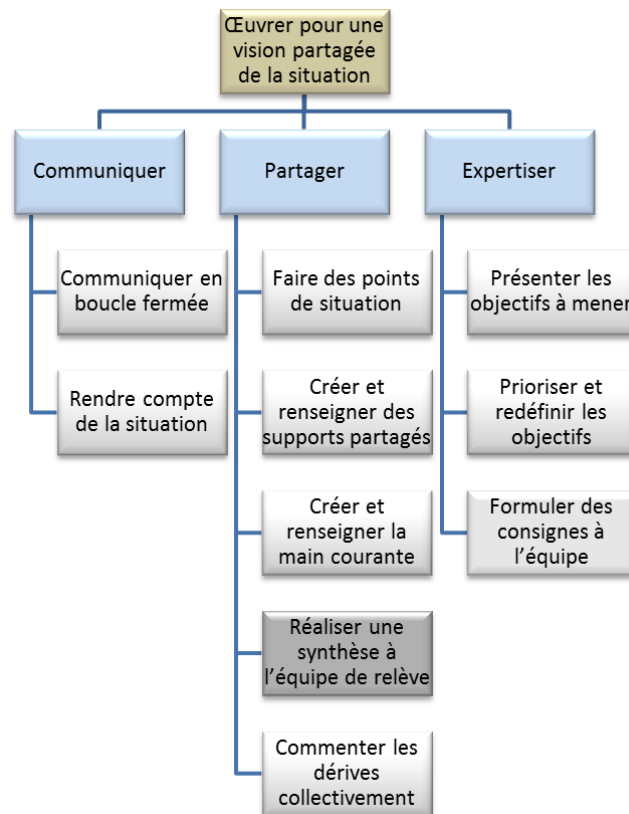 Œuvrer pour une
vision partagée
de la situation
Communiquer
Partager
Expertiser
Communiquer en
boucle fermée
Rendre compte
de la situation
Faire des points
de situation
Créer et
renseigner des
supports partagés
Créer et
renseigner la
main courante
Réaliser une
synthèse à
l’équipe de relève
Commenter les
dérives
collectivement
Présenter les
objectifs à mener
Prioriser et
redéfinir les
objectifs
Formuler des
consignes à
l’équipe